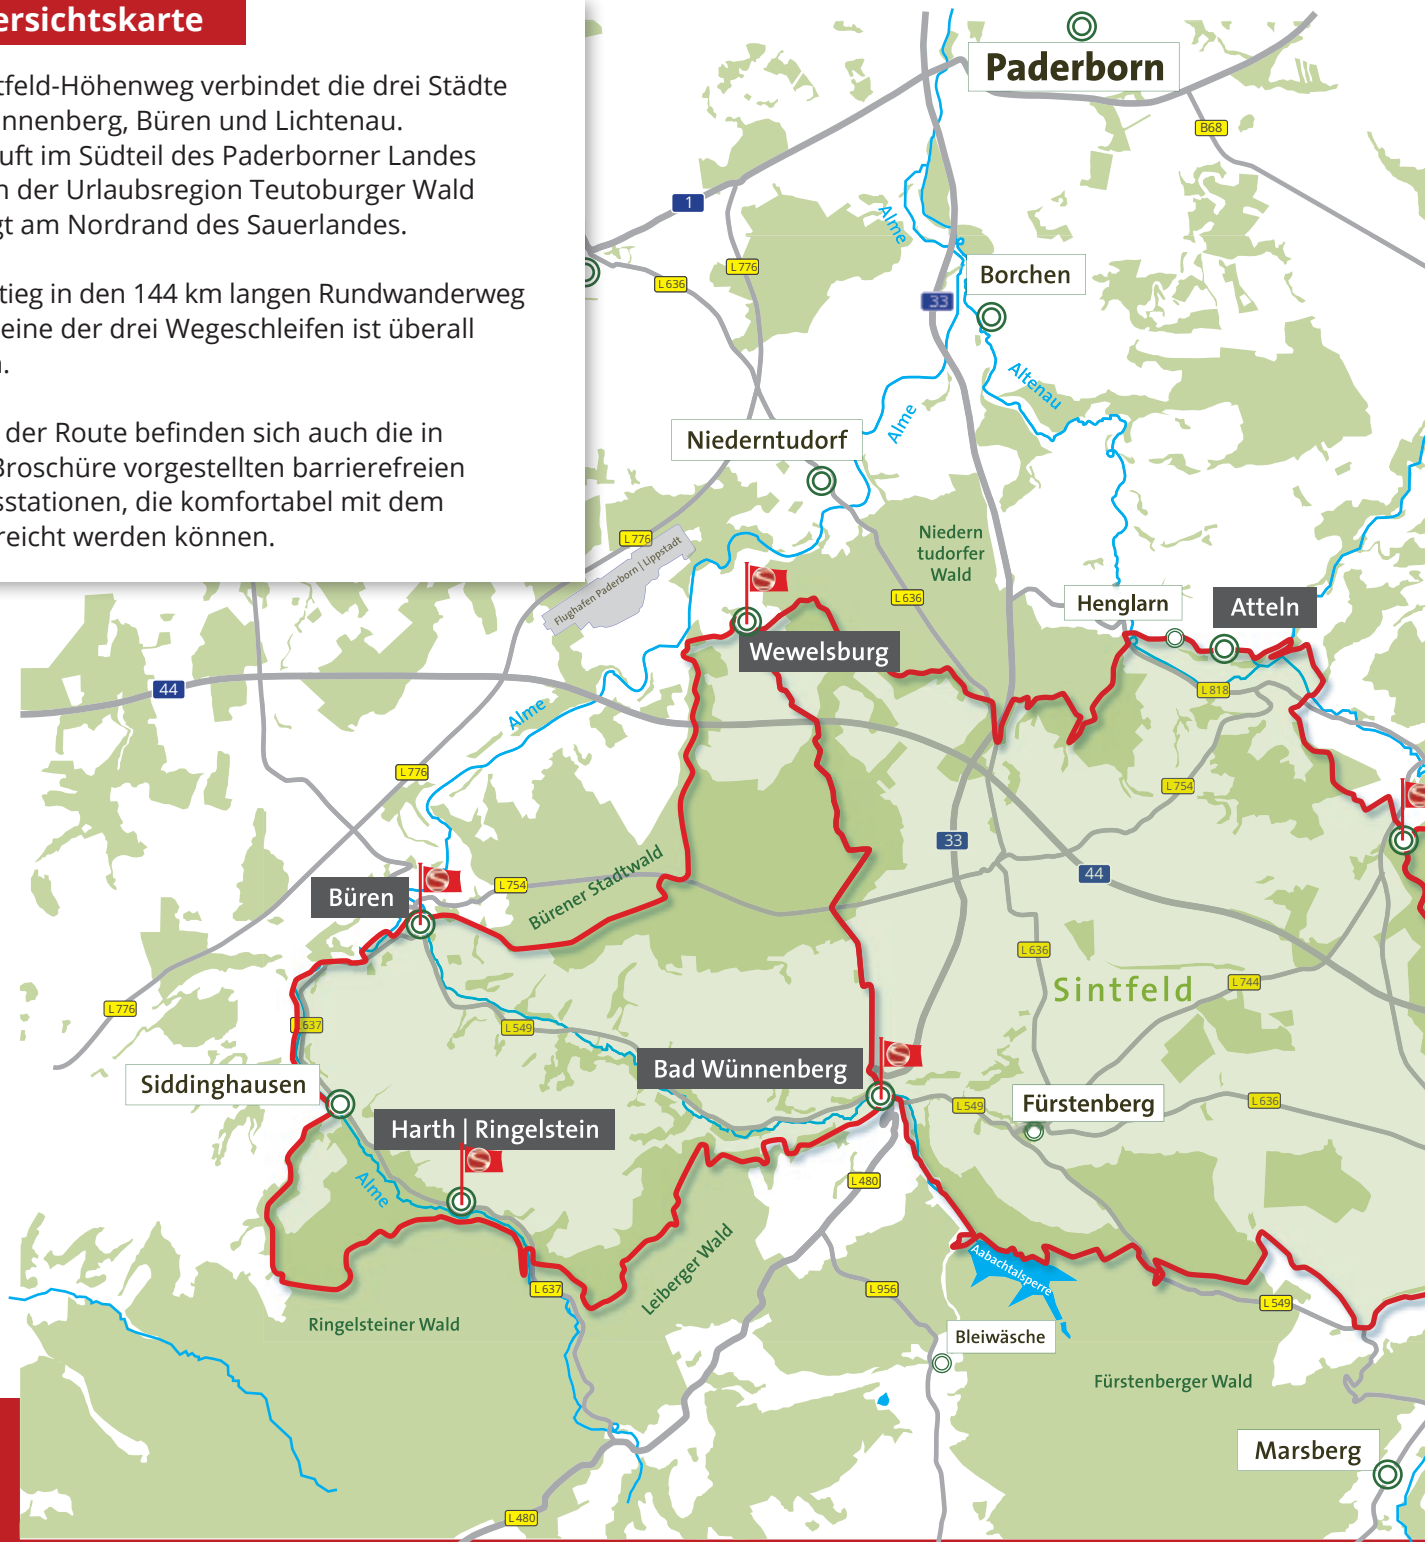 ersichtskarte
tfeld-Höhenweg verbindet die drei Städte
nnenberg, Büren und Lichtenau.
uft im Südteil des Paderborner Landes
n der Urlaubsregion Teutoburger Wald
gt am Nordrand des Sauerlandes.
tieg in den 144 km langen Rundwanderweg
eine der drei Wegeschleifen ist überall
.
der Route befinden sich auch die in
Broschüre vorgestellten barrierefreien
sstationen, die komfortabel mit dem
reicht werden können.
Paderborn
B68
1
Alme
L776
L636
Borchen
33
Altenau
Alme
Niederntudorf
L776
Flughafen Paderborn | Lippstadt
Niedern
tudorfer
Wald
S
L636
Henglarn
Atteln
Wewelsburg
44
L818
Alme
L776
L754
S
33
Bürener Stadtwald
44
S
L754
Büren
L636
Sintfeld
L744
L776
L637
L549
S
Bad Wünnenberg
Siddinghausen
L549
Fürstenberg
L636
Harth | Ringelstein
S
Alme
L480
Leiberger Wald
Aabachtalsperre
L637
L956
L549
Ringelsteiner Wald
Bleiwäsche
Fürstenberger Wald
Marsberg
L480